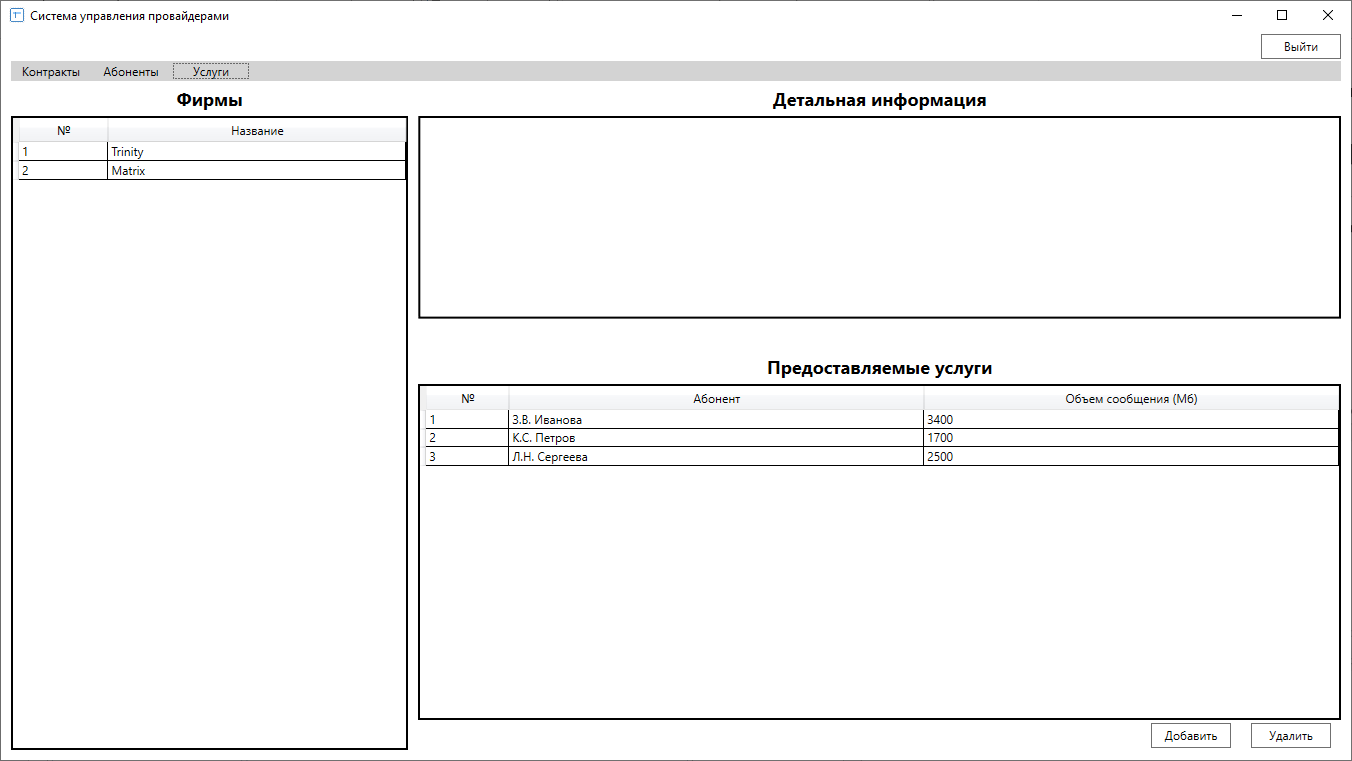 Система управления провайдерами
Выйти
Контракты Абоненты Услуги
Фирмы
№ Название
1 Trinity
2 Matrix
Детальная информация
Предоставляемые услуги
№ Абонент Объем сообщения (Мб)
1 З.В. Иванова 3400
2 К.С. Петров 1700
3 Л.Н. Сергеева 2500
Добавить Удалить